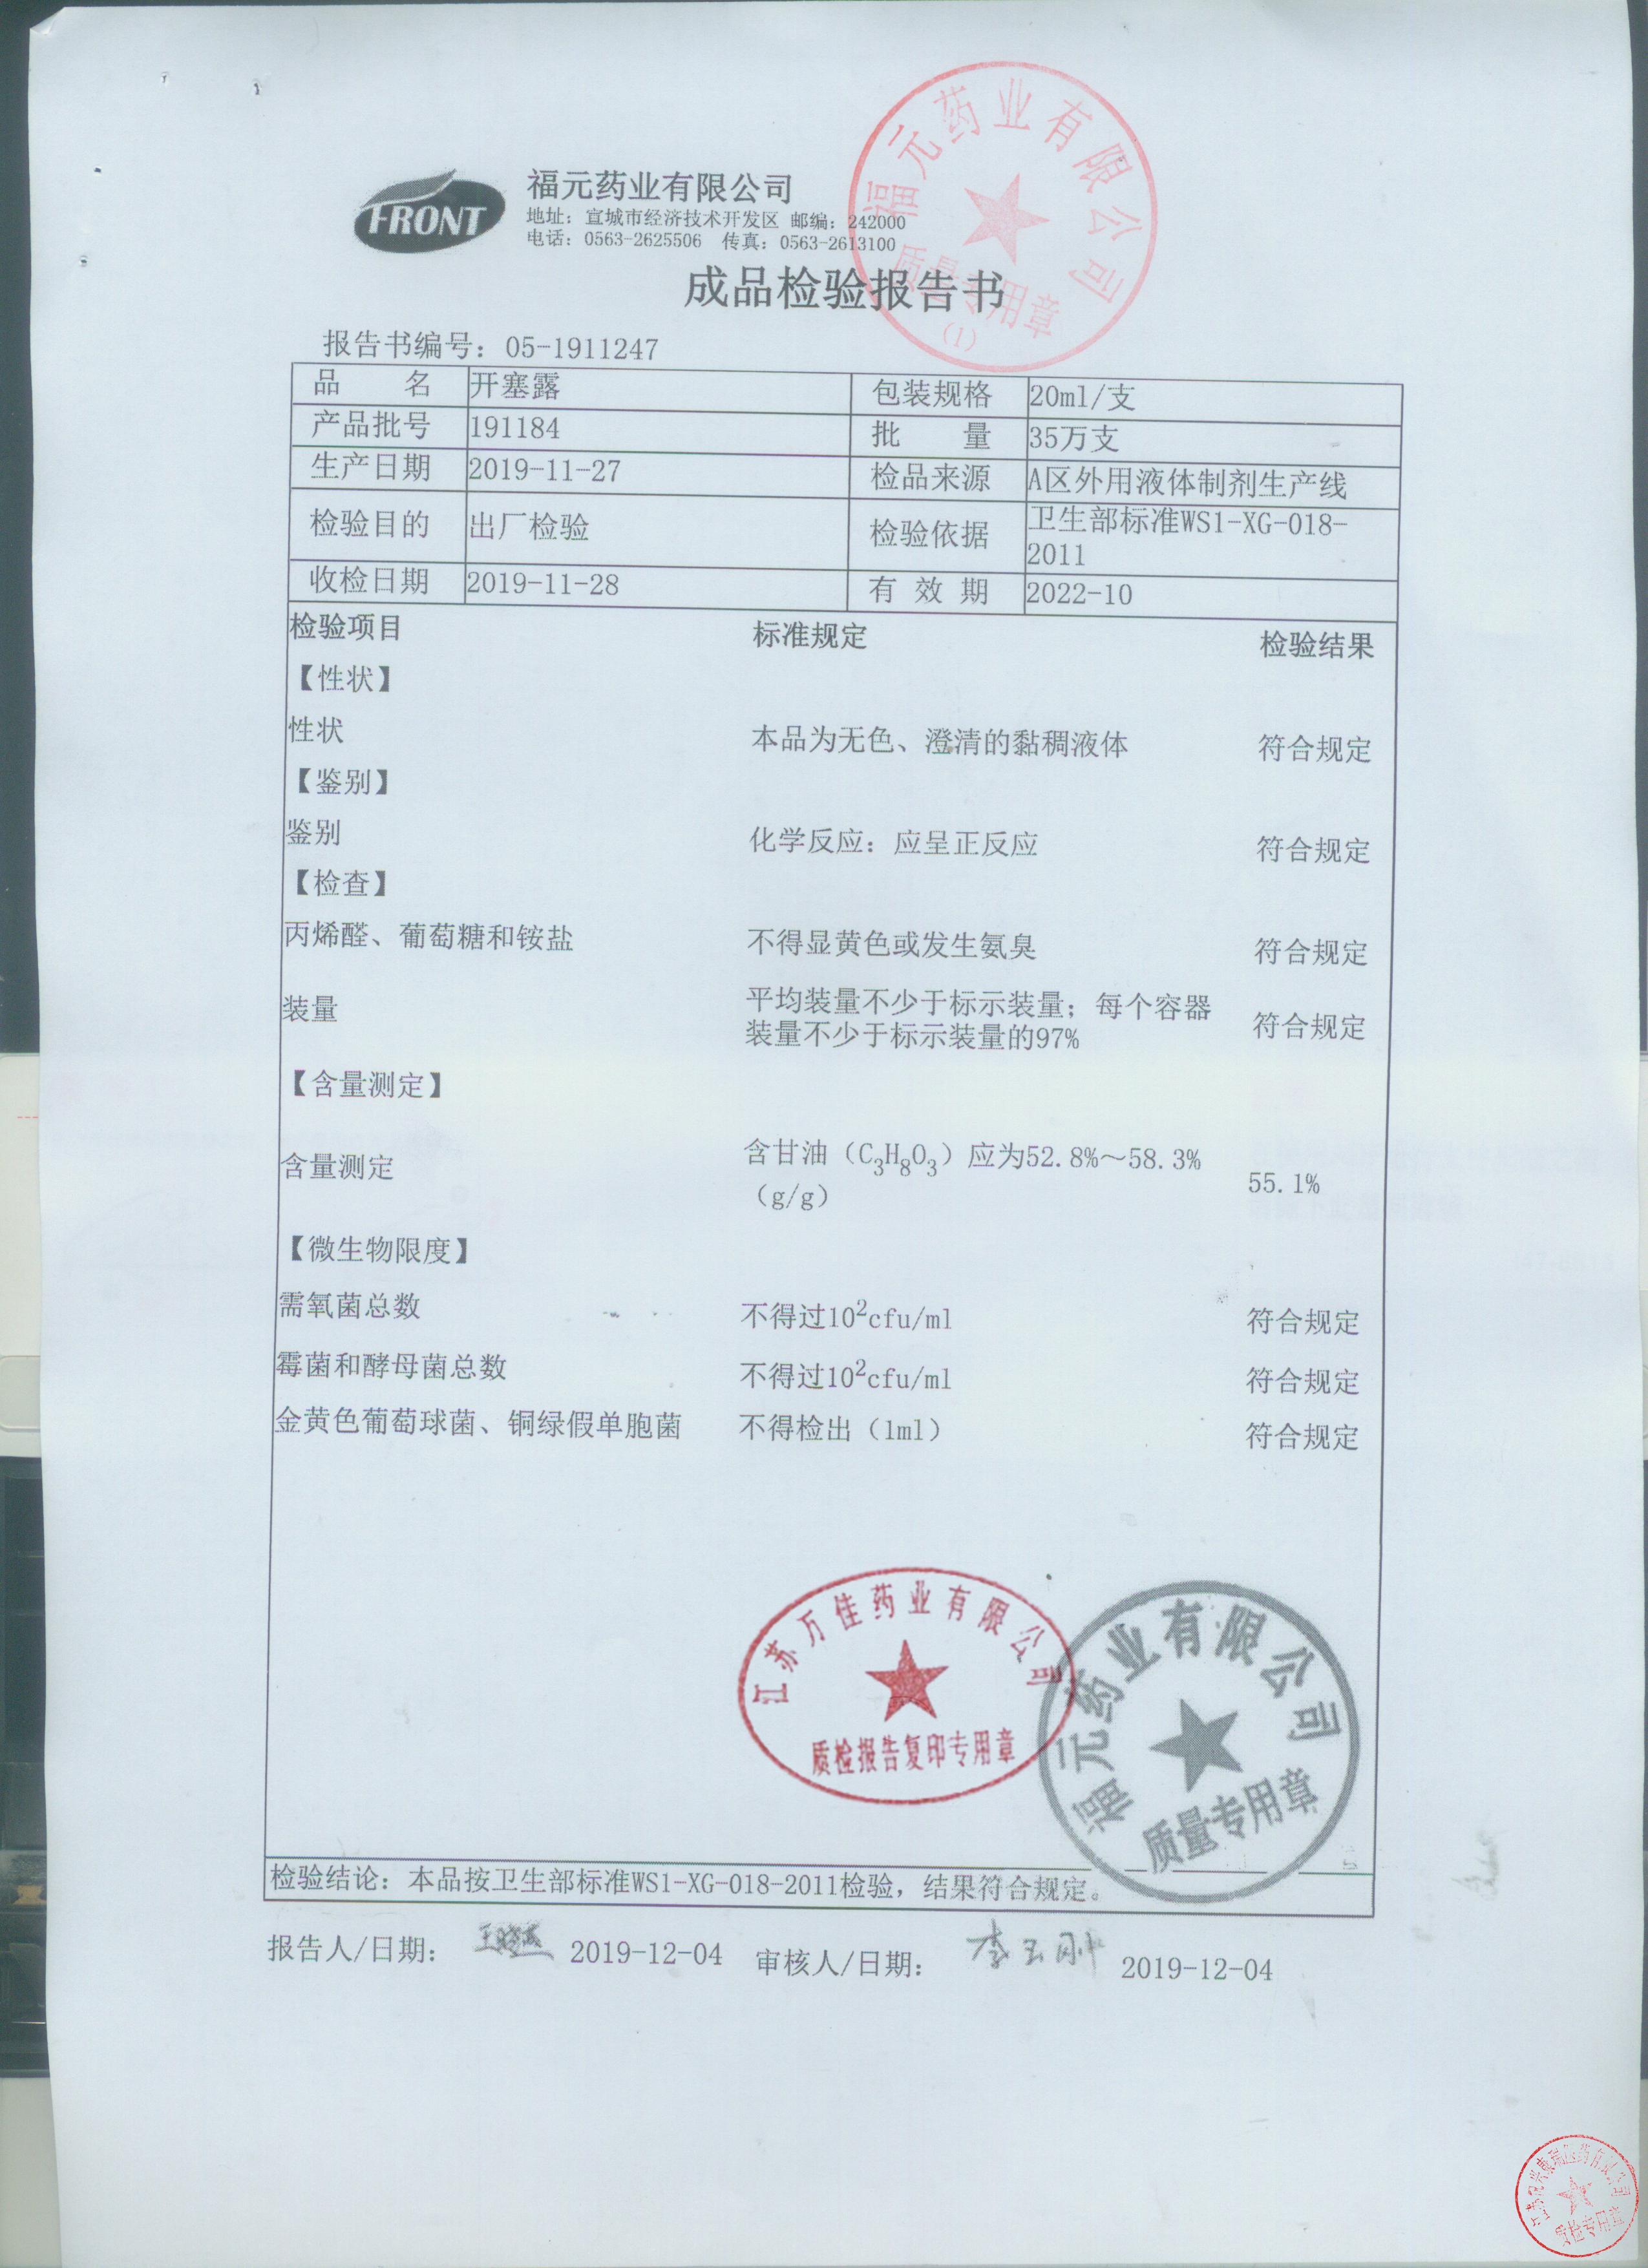 福元药业有限公司
FRONT
福元药业有限公司
地址：宣城市经济技术开发区 邮编：242000
电话：0563-2625506 传真：0563-2613100
质量专用章
(1)
成品检验报告书
报告书编号：05-1911247
品 名 开塞露 包装规格 20ml/支
产品批号 191184 批 量 35万支
生产日期 2019-11-27 检品来源 A区外用液体制剂生产线
检验目的 出厂检验 检验依据 卫生部标准WS1-XG-018-
2011
收检日期 2019-11-28 有 效 期 2022-10
检验项目 标准规定 检验结果
【性状】
性状 本品为无色、澄清的黏稠液体 符合规定
【鉴别】
鉴别 化学反应：应呈正反应 符合规定
【检查】
丙烯醛、葡萄糖和铵盐 不得显黄色或发生氨臭 符合规定
装量 平均装量不少于标示装量；每个容器
装量不少于标示装量的97% 符合规定
【含量测定】
含量测定 含甘油（C₃H₈O₃）应为52.8%～58.3%
（g/g） 55.1%
【微生物限度】
需氧菌总数 不得过10²cfu/ml 符合规定
霉菌和酵母菌总数 不得过10²cfu/ml 符合规定
金黄色葡萄球菌、铜绿假单胞菌 不得检出（1ml） 符合规定
江苏万佳药业有限公司
质检报告复印专用章
福元药业有限公司
质量专用章
检验结论：本品按卫生部标准WS1-XG-018-2011检验，结果符合规定。
报告人/日期： 2019-12-04 审核人/日期： 李玉刚 2019-12-04
质检专用章